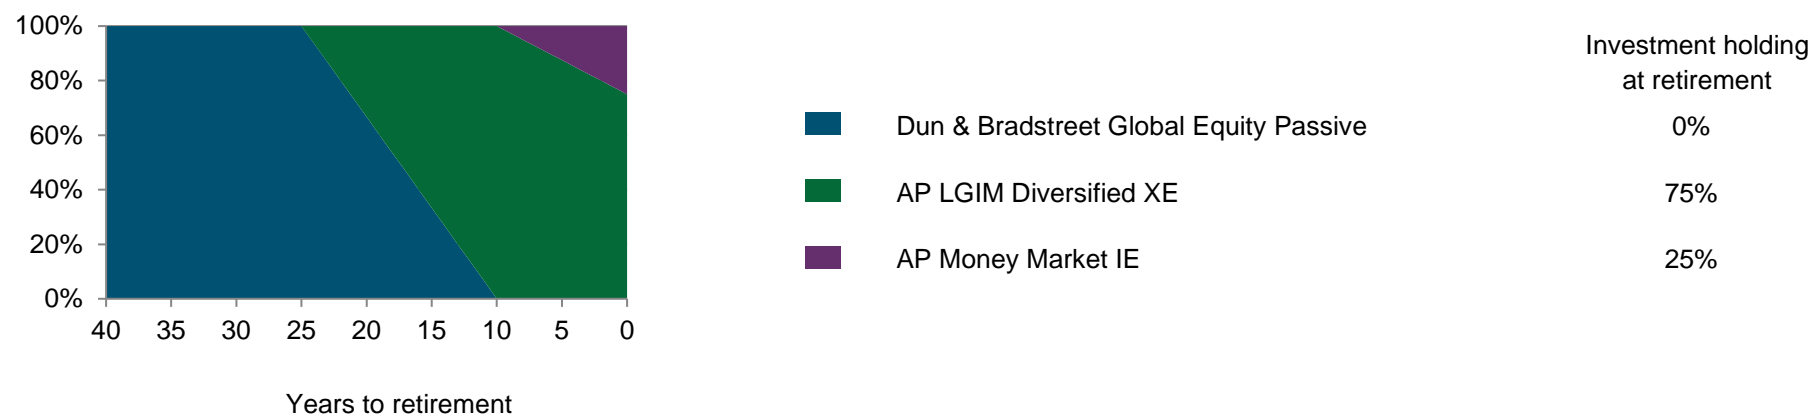 100%
80%
60%
40%
20%
0%
40 35 30 25 20 15 10 5 0
Years to retirement
Investment holding
at retirement
Dun & Bradstreet Global Equity Passive 0%
AP LGIM Diversified XE 75%
AP Money Market IE 25%